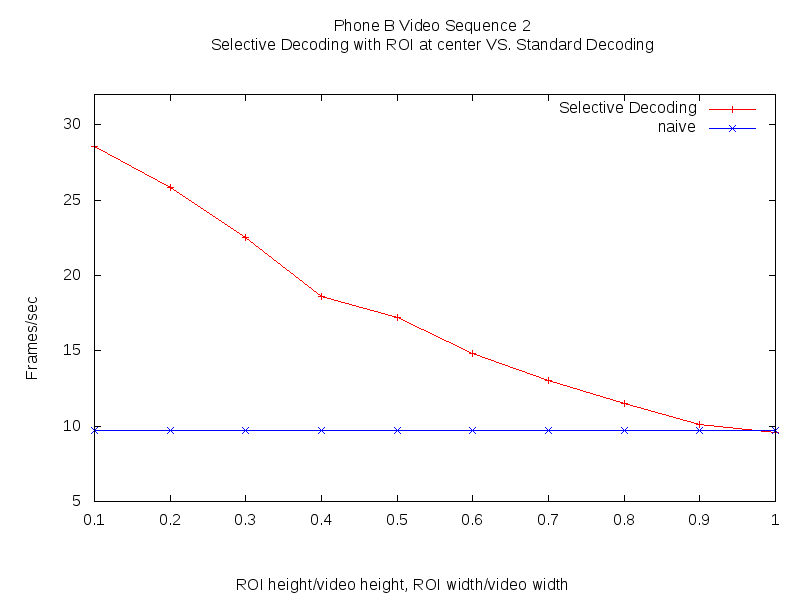 Phone B Video Sequence 2
Selective Decoding with ROI at center VS. Standard Decoding
Selective Decoding
naive
30
25
20
15
10
5
Frames/sec
0.1 0.2 0.3 0.4 0.5 0.6 0.7 0.8 0.9 1
ROI height/video height, ROI width/video width